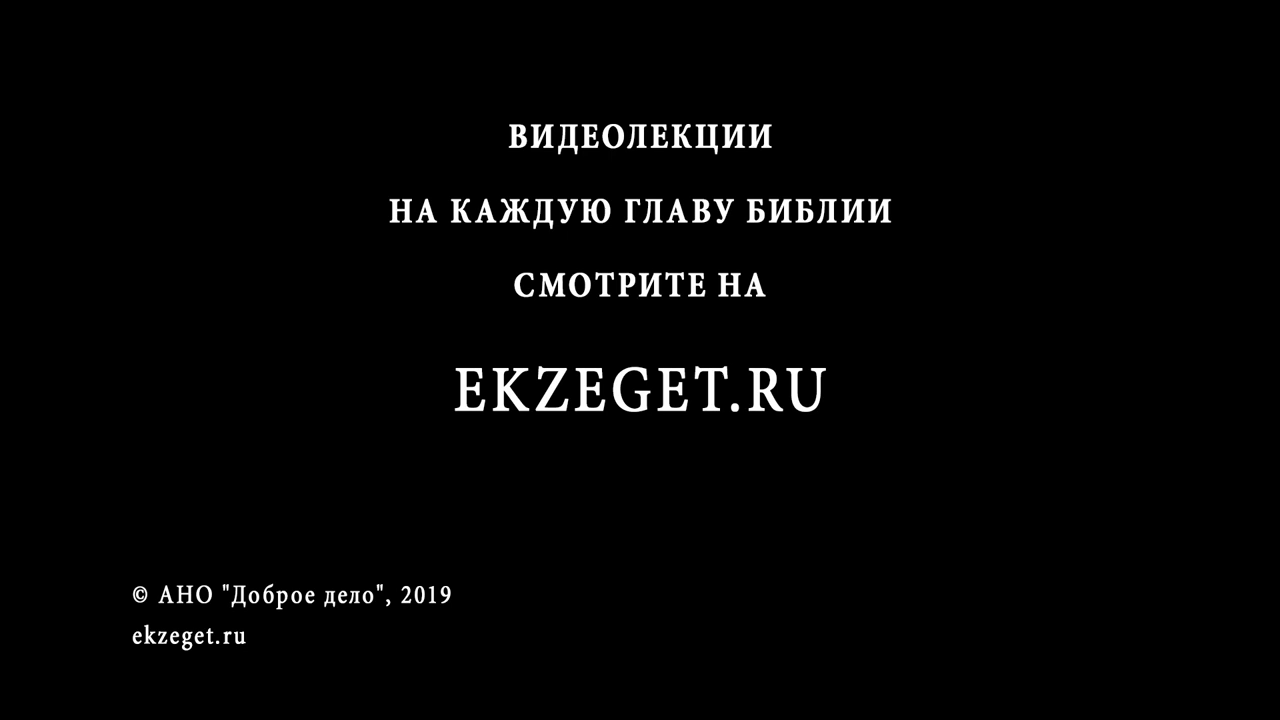 ВИДЕОЛЕКЦИИ
НА КАЖДУЮ ГЛАВУ БИБЛИИ
СМОТРИТЕ НА
EKZEGET.RU
© АНО "Доброе дело", 2019
ekzeget.ru